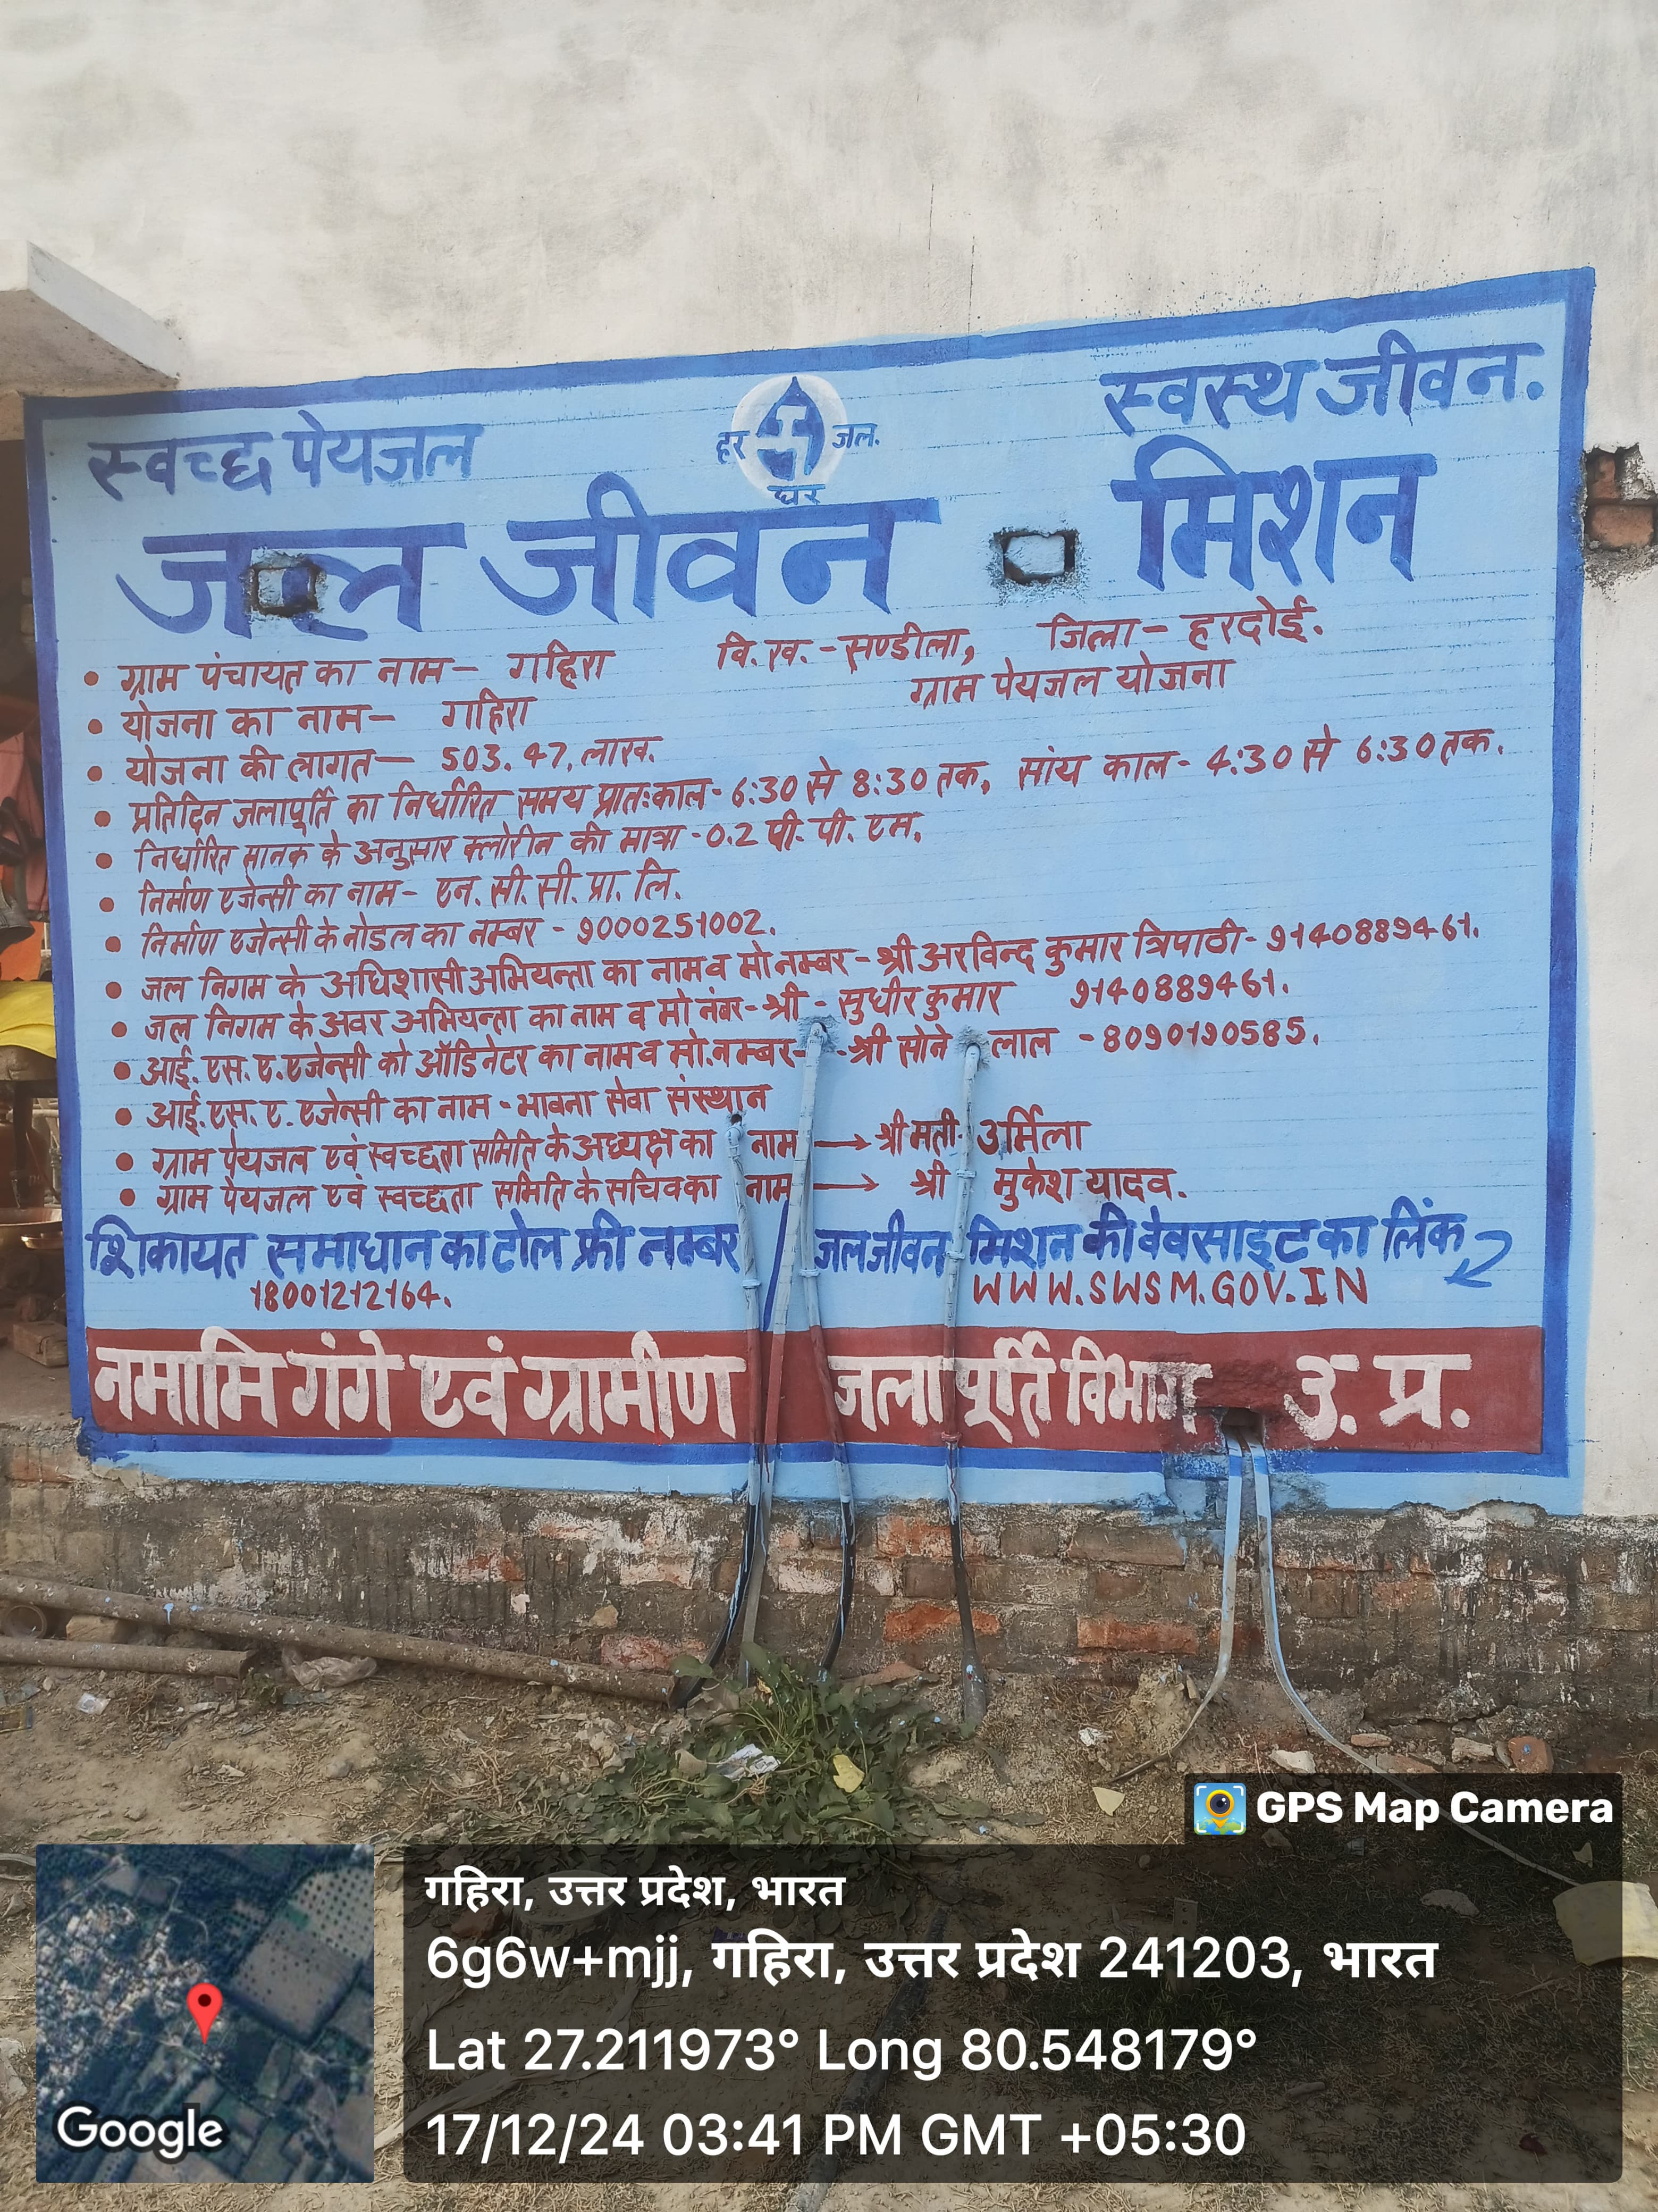 स्वच्छ पेयजल
हर घर जल.
स्वस्थ जीवन.
जल जीवन मिशन
• ग्राम पंचायत का नाम — गहिरा वि.ख. - सण्डीला, जिला - हरदोई.
• योजना का नाम — गहिरा ग्राम पेयजल योजना
• योजना की लागत — 503.47. लाख.
• प्रतिदिन जलापूर्ति का निर्धारित समय प्रातःकाल - 6:30 से 8:30 तक, सांय काल - 4:30 से 6:30 तक.
• निर्धारित मानक के अनुसार क्लोरीन की मात्रा - 0.2 पी. पी. एम.
• निर्माण एजेन्सी का नाम - एन. सी. सी. प्रा. लि.
• निर्माण एजेन्सी के नोडल का नम्बर - 9000251002.
• जल निगम के अधिशासी अभियन्ता का नाम व मो नम्बर - श्री अरविन्द कुमार त्रिपाठी - 9140889461.
• जल निगम के अवर अभियन्ता का नाम व मो नंबर - श्री - सुधीर कुमार 9140889461.
• आई. एस. ए. एजेन्सी को ऑडिनेटर का नाम व मो. नम्बर - श्री सोने लाल - 8090190585.
• आई. एस. ए. एजेन्सी का नाम - भावना सेवा संस्थान
• ग्राम पेयजल एवं स्वच्छता समिति के अध्यक्ष का नाम → श्रीमती उर्मिला
• ग्राम पेयजल एवं स्वच्छता समिति के सचिव का नाम → श्री मुकेश यादव.
शिकायत समाधान का टोल फ्री नम्बर जल जीवन मिशन की वेवसाइट का लिंक
18001212164. WWW.SWSM.GOV.IN
नमामि गंगे एवं ग्रामीण जलापूर्ति विभाग उ. प्र.
GPS Map Camera
गहिरा, उत्तर प्रदेश, भारत
6g6w+mjj, गहिरा, उत्तर प्रदेश 241203, भारत
Lat 27.211973° Long 80.548179°
17/12/24 03:41 PM GMT +05:30
Google